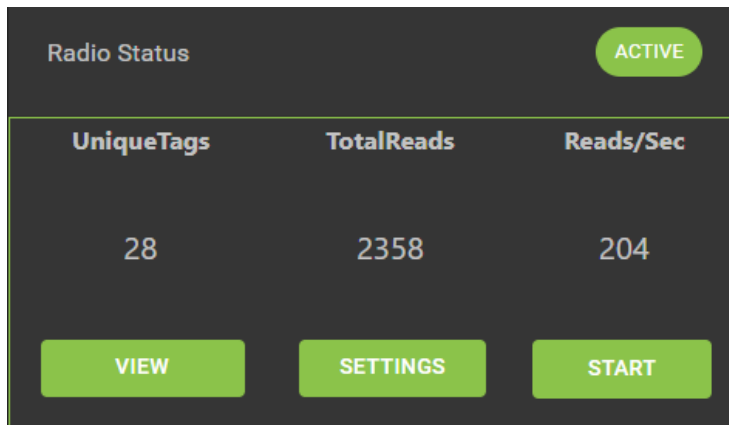 Radio Status ACTIVE
UniqueTags TotalReads Reads/Sec
28 2358 204
VIEW SETTINGS START